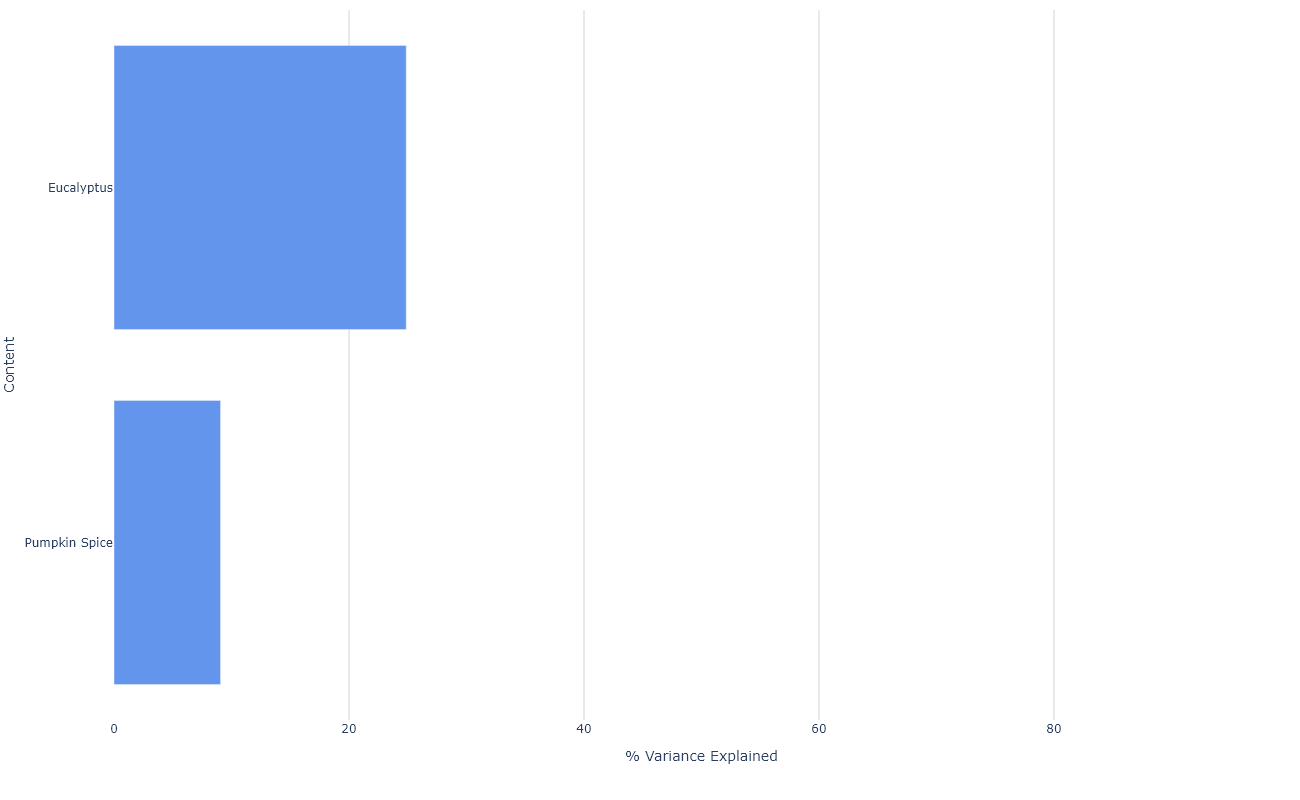 Eucalyptus
Content
Pumpkin Spice
0 20 40 60 80
% Variance Explained